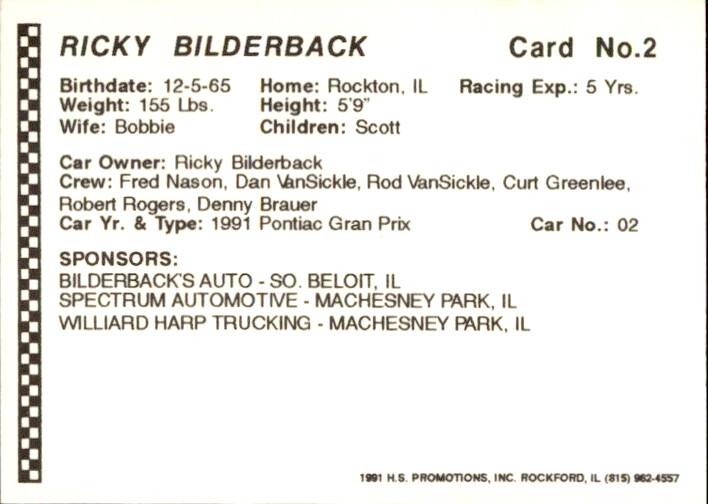 RICKY BILDERBACK Card No.2
Birthdate: 12-5-65 Home: Rockton, IL Racing Exp.: 5 Yrs.
Weight: 155 Lbs. Height: 5'9"
Wife: Bobbie Children: Scott
Car Owner: Ricky Bilderback
Crew: Fred Nason, Dan VanSickle, Rod VanSickle, Curt Greenlee,
Robert Rogers, Denny Brauer
Car Yr. & Type: 1991 Pontiac Gran Prix Car No.: 02
SPONSORS:
BILDERBACK'S AUTO - SO. BELOIT, IL
SPECTRUM AUTOMOTIVE - MACHESNEY PARK, IL
WILLIARD HARP TRUCKING - MACHESNEY PARK, IL
1991 H.S. PROMOTIONS, INC. ROCKFORD, IL (815) 962-4557